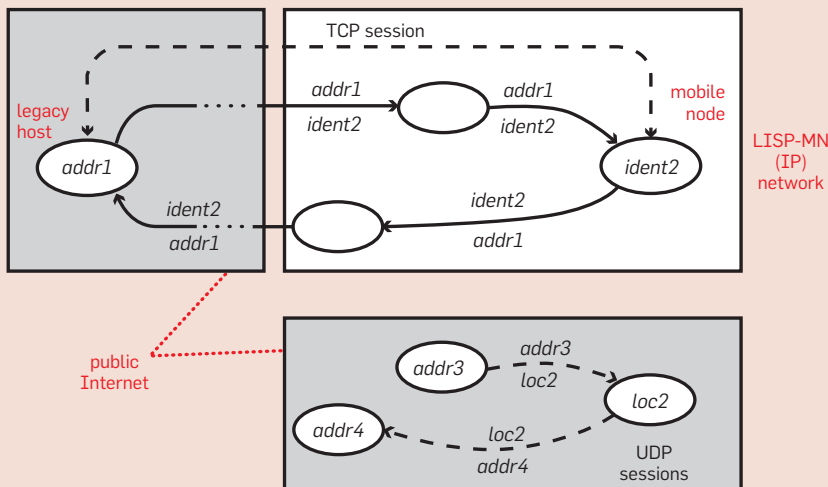 TCP session
legacy
host
addr1
addr1
ident2
addr1
ident2
mobile
node
ident2
LISP-MN
(IP)
network
ident2
addr1
ident2
addr1
public
Internet
addr3
addr3
loc2
loc2
addr4
loc2
addr4
UDP
sessions